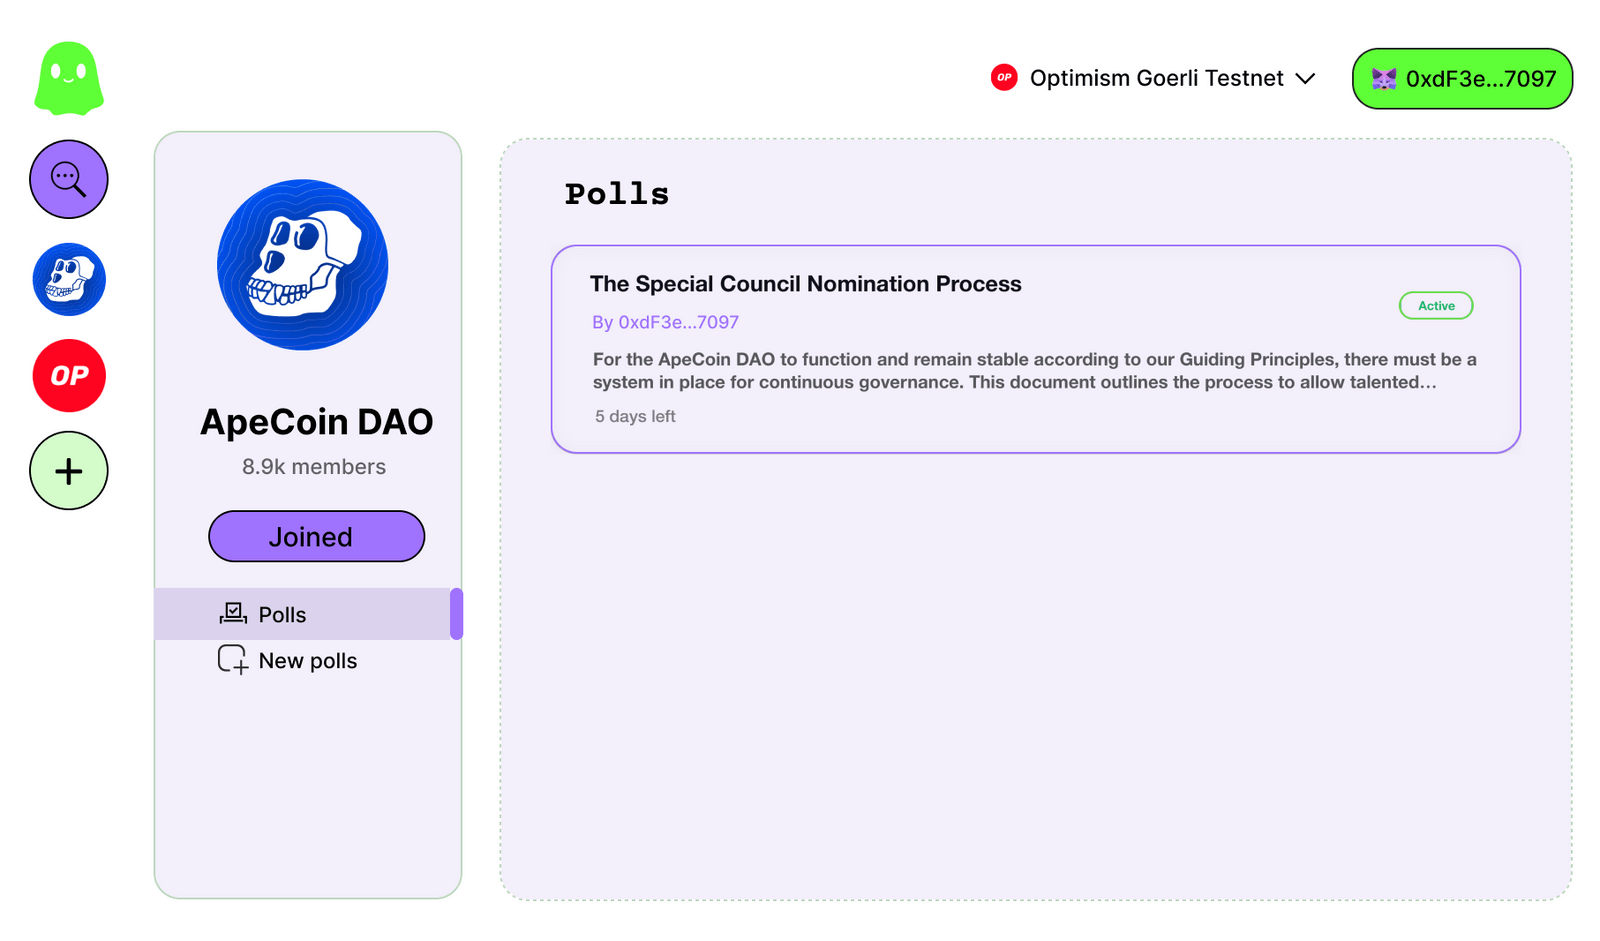 OP Optimism Goerli Testnet
0xdF3e...7097
OP
ApeCoin DAO
8.9k members
Joined
Polls
New polls
Polls
The Special Council Nomination Process
By 0xdF3e...7097
Active
For the ApeCoin DAO to function and remain stable according to our Guiding Principles, there must be a
system in place for continuous governance. This document outlines the process to allow talented...
5 days left